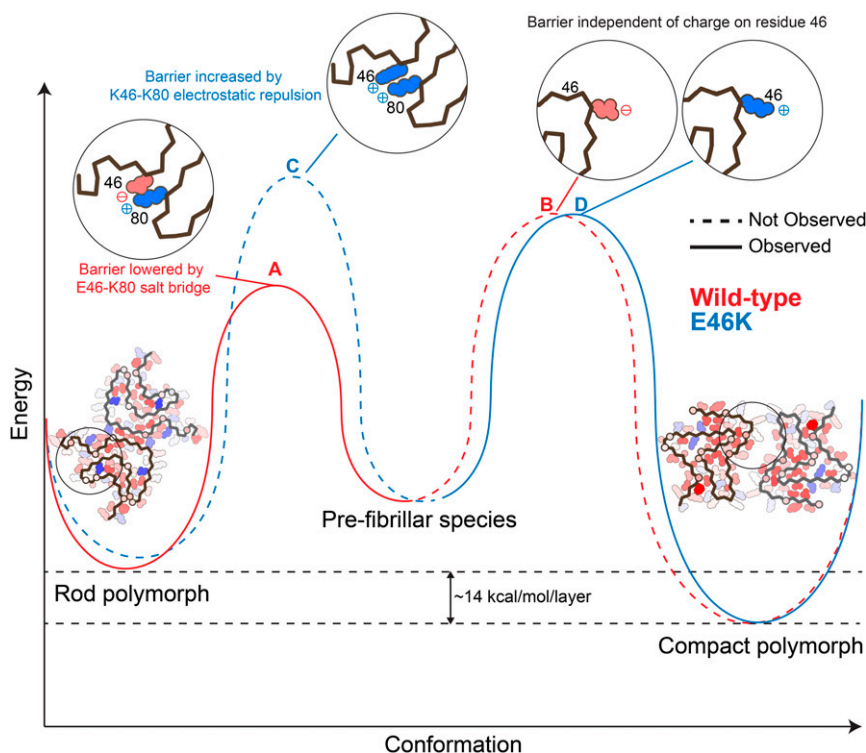 Barrier independent of charge on residue 46
Barrier increased by
K46-K80 electrostatic repulsion
46
80
46
46
46
80
C
B
D
Not Observed
Observed
Barrier lowered by
E46-K80 salt bridge
A
Wild-type
E46K
Energy
Pre-fibrillar species
Rod polymorph
~14 kcal/mol/layer
Compact polymorph
Conformation